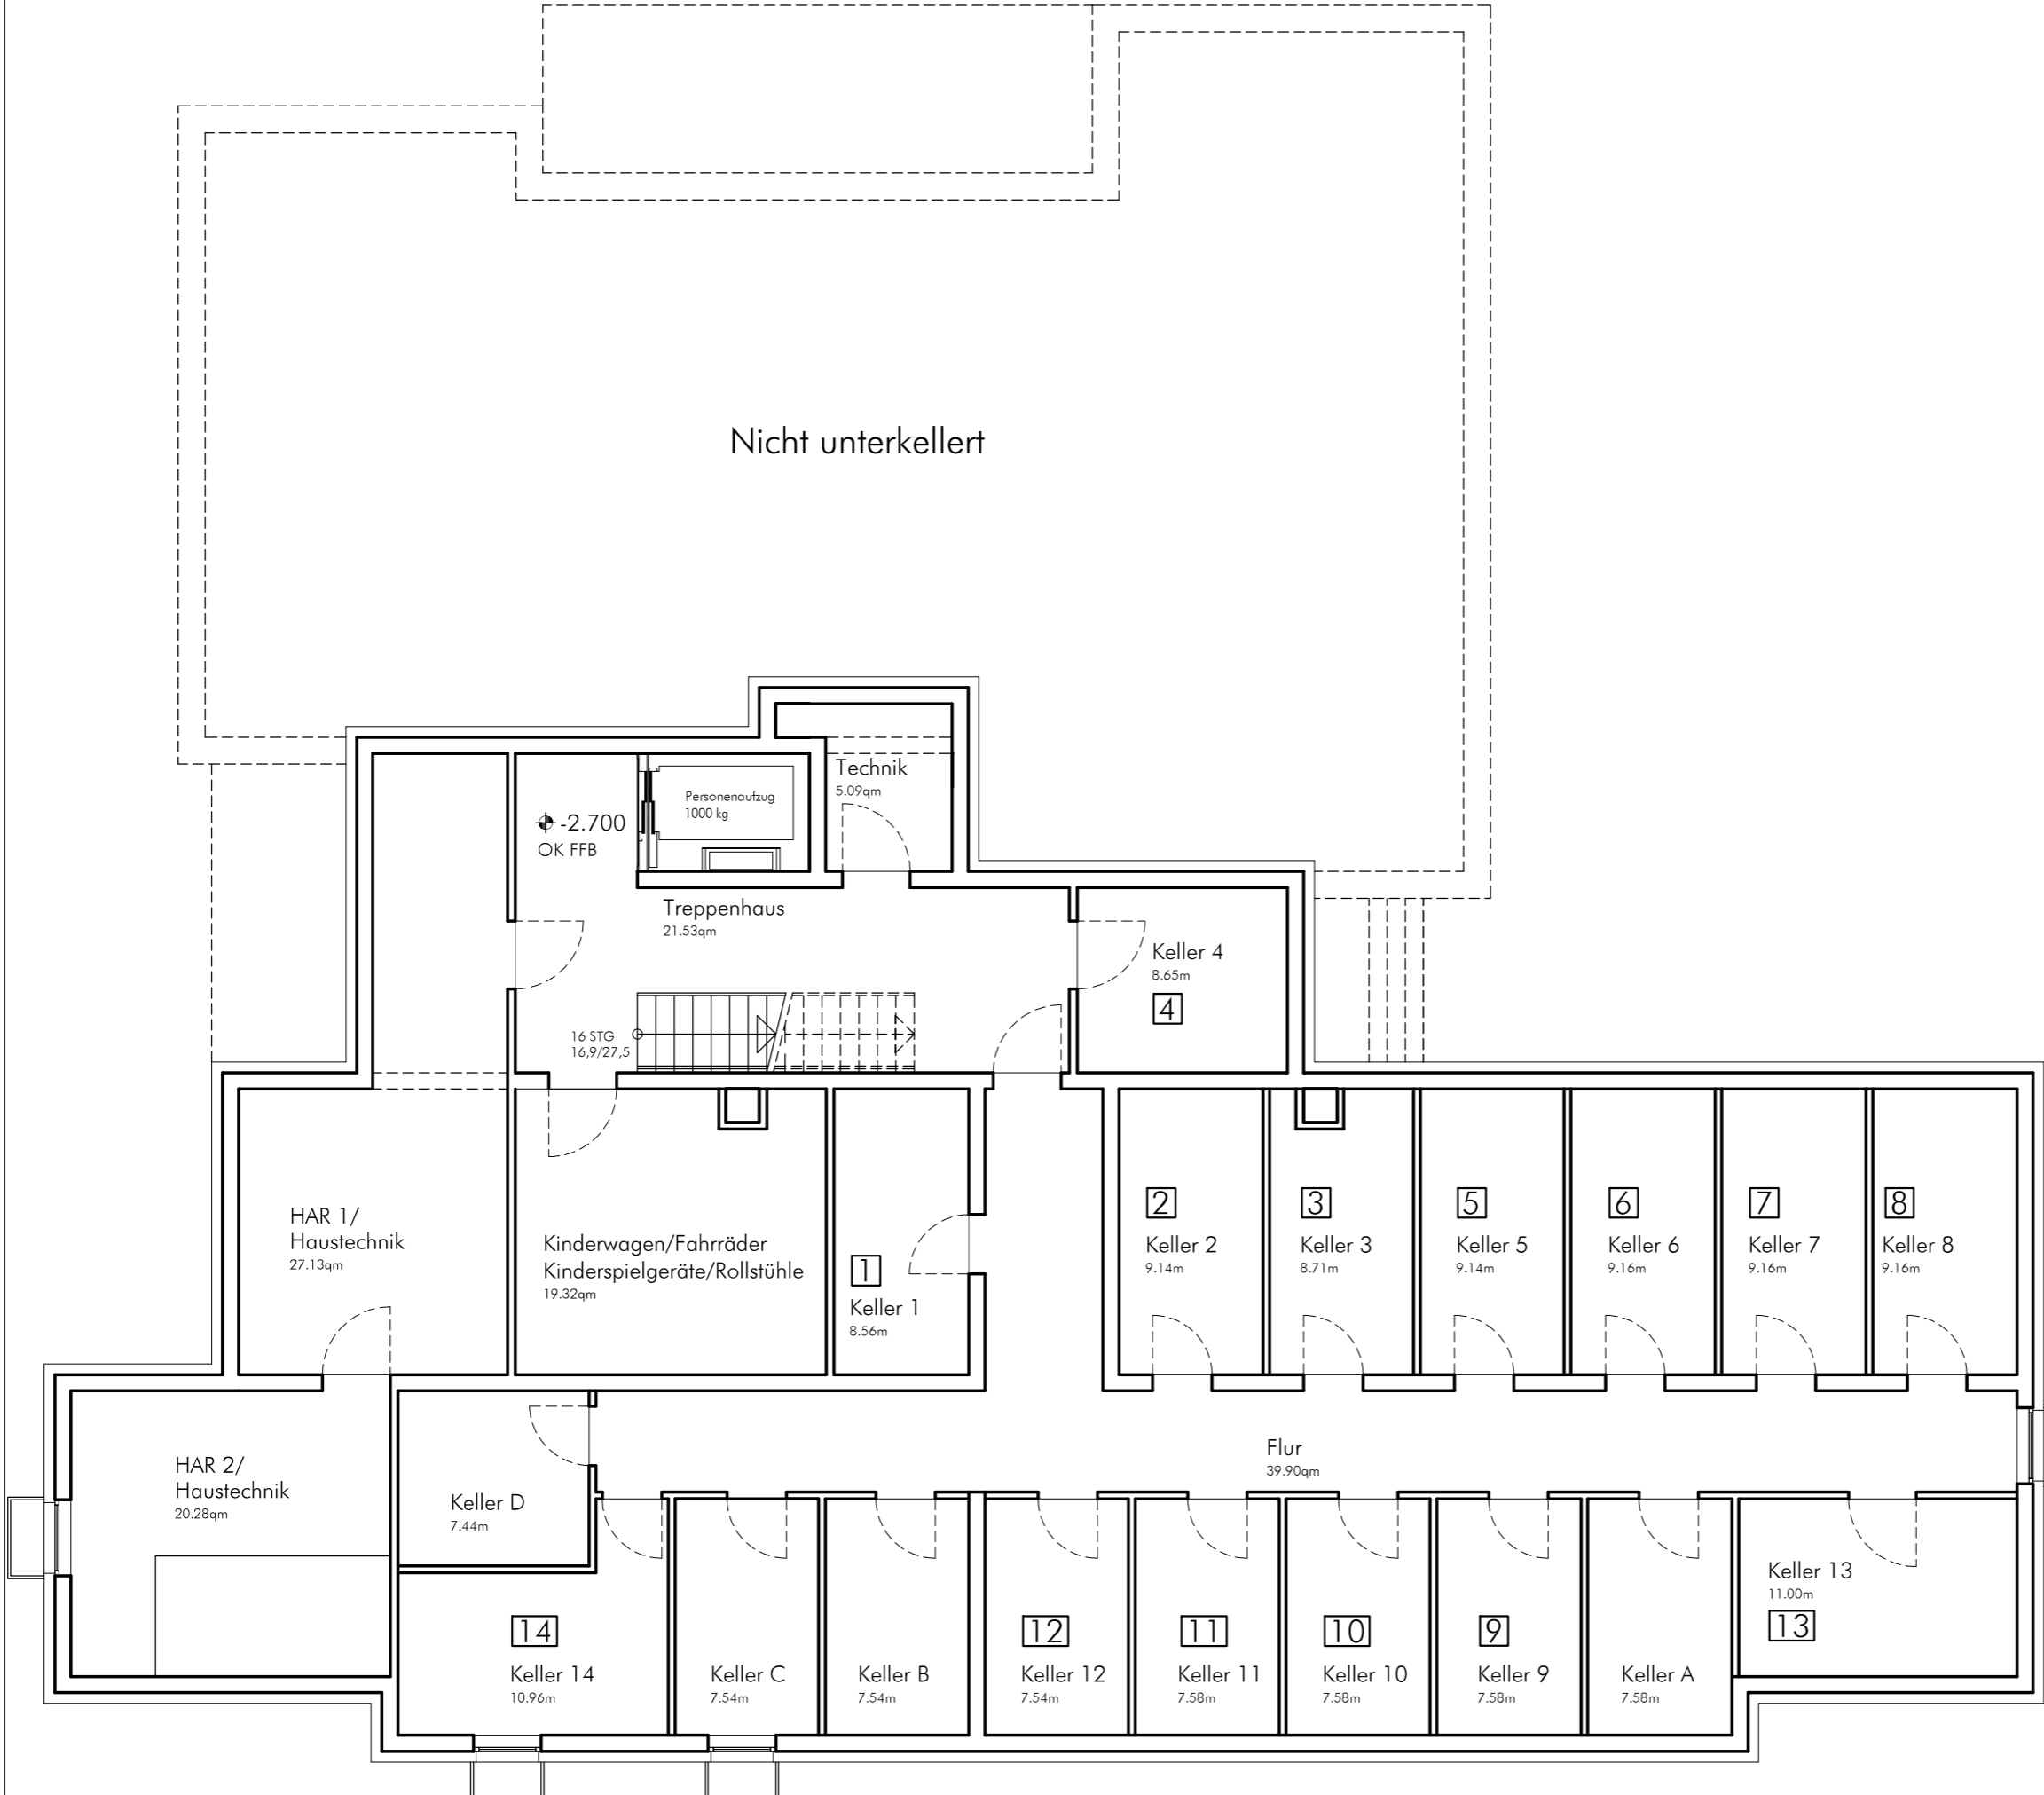 Nicht unterkellert
Technik
5.09qm
Personenaufzug
1000 kg
-2.700
OK FFB
Treppenhaus
21.53qm
Keller 4
8.65m
4
16 STG
16,9/27,5
HAR 1/
Haustechnik
27.13qm
Kinderwagen/Fahrräder
Kinderspielgeräte/Rollstühle
19.32qm
1
Keller 1
8.56m
2
Keller 2
9.14m
3
Keller 3
8.71m
5
Keller 5
9.14m
6
Keller 6
9.16m
7
Keller 7
9.16m
8
Keller 8
9.16m
Flur
39.90qm
HAR 2/
Haustechnik
20.28qm
Keller D
7.44m
14
Keller 14
10.96m
Keller C
7.54m
Keller B
7.54m
12
Keller 12
7.54m
11
Keller 11
7.58m
10
Keller 10
7.58m
9
Keller 9
7.58m
Keller A
7.58m
Keller 13
11.00m
13